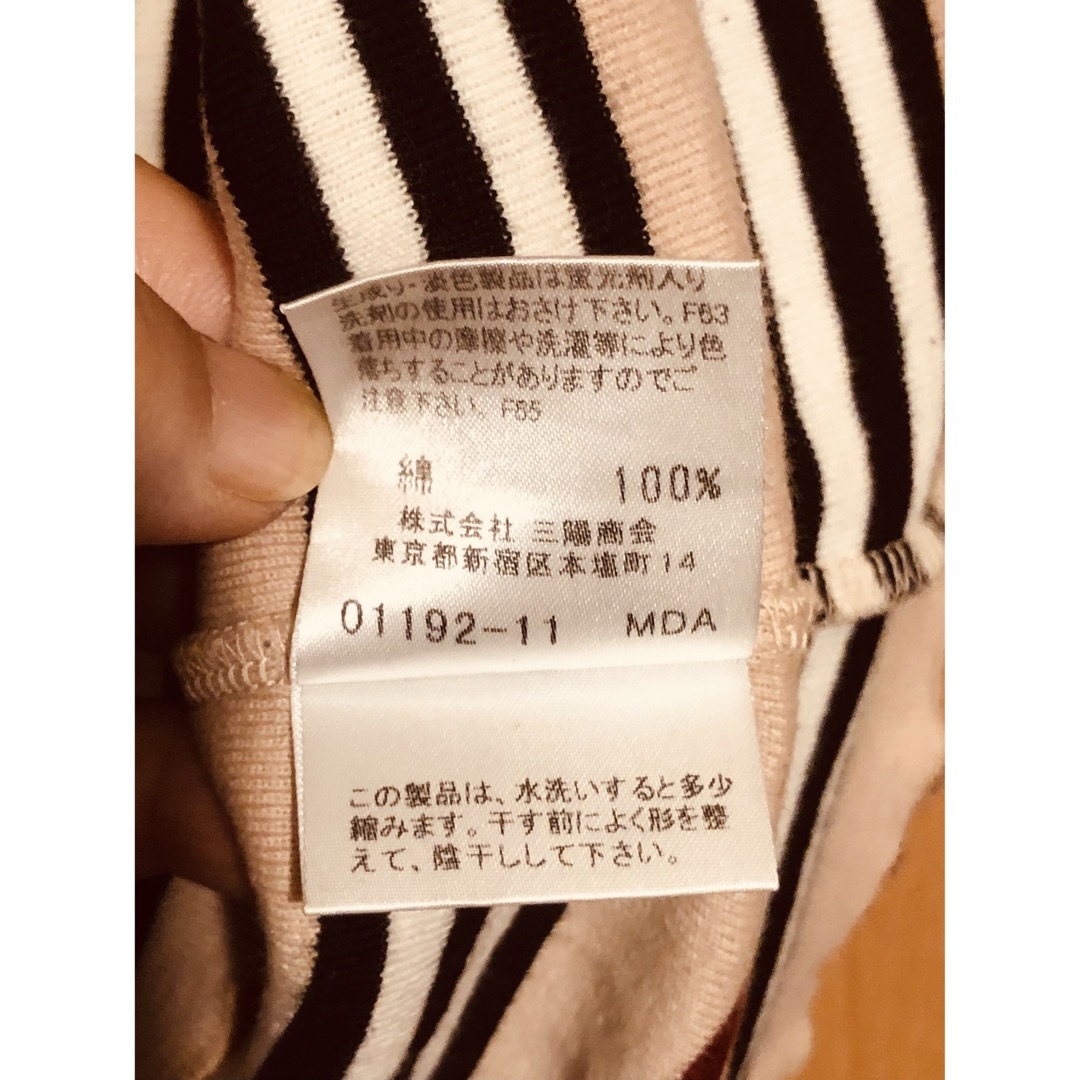 生成り・淡色製品は蛍光剤入り
洗剤の使用はおさけ下さい。F63
着用中の摩擦や洗濯等により色
落ちすることがありますのでご
注意下さい。F65
綿 100%
株式会社 三陽商会
東京都新宿区本塩町14
01192-11 MDA
この製品は、水洗いすると多少
縮みます。干す前によく形を整
えて、陰干しして下さい。